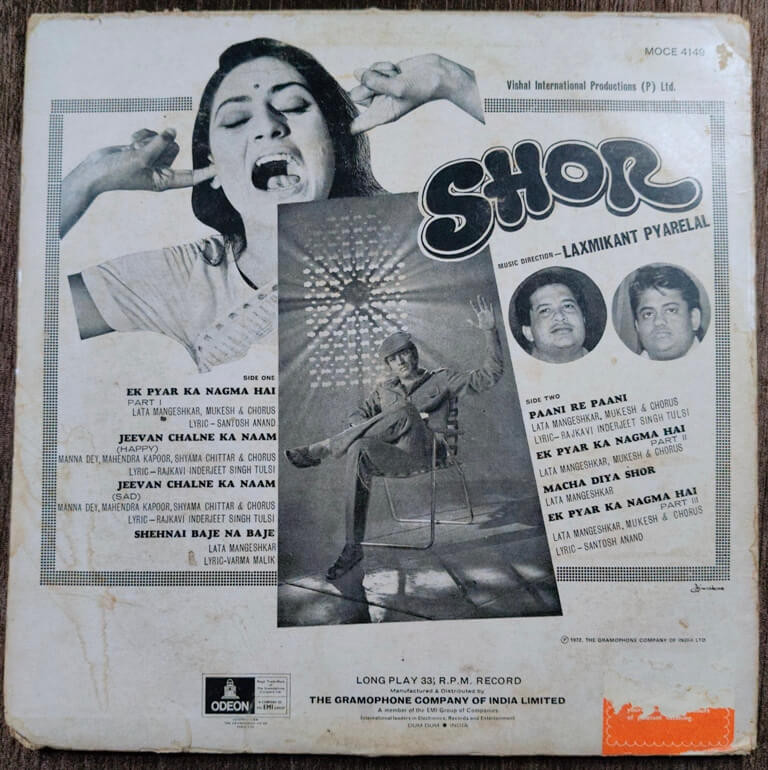 MOCE 4149
Vishal International Productions (P) Ltd.
SHOR
MUSIC DIRECTION – LAXMIKANT PYARELAL
SIDE ONE
EK PYAR KA NAGMA HAI
PART I
LATA MANGESHKAR, MUKESH & CHORUS
LYRIC – SANTOSH ANAND
JEEVAN CHALNE KA NAAM
(HAPPY)
MANNA DEY, MAHENDRA KAPOOR, SHYAMA CHITTAR & CHORUS
LYRIC – RAJKAVI INDERJEET SINGH TULSI
JEEVAN CHALNE KA NAAM
(SAD)
MANNA DEY, MAHENDRA KAPOOR, SHYAMA CHITTAR & CHORUS
LYRIC – RAJKAVI INDERJEET SINGH TULSI
SHEHNAI BAJE NA BAJE
LATA MANGESHKAR
LYRIC-VARMA MALIK
SIDE TWO
PAANI RE PAANI
LATA MANGESHKAR, MUKESH & CHORUS
LYRIC– RAJKAVI INDERJEET SINGH TULSI
EK PYAR KA NAGMA HAI
PART II
LATA MANGESHKAR, MUKESH & CHORUS
MACHA DIYA SHOR
LATA MANGESHKAR
EK PYAR KA NAGMA HAI
PART III
LATA MANGESHKAR, MUKESH & CHORUS
LYRIC – SANTOSH ANAND
Ⓟ 1972, THE GRAMOPHONE COMPANY OF INDIA LTD.
ODEON
EMI
LONG PLAY 33⅓ R.P.M. RECORD
Manufactured & Distributed by
THE GRAMOPHONE COMPANY OF INDIA LIMITED
A member of the EMI Group of Companies
International leaders in Electronics, Records and Entertainment
DUM DUM ● INDIA